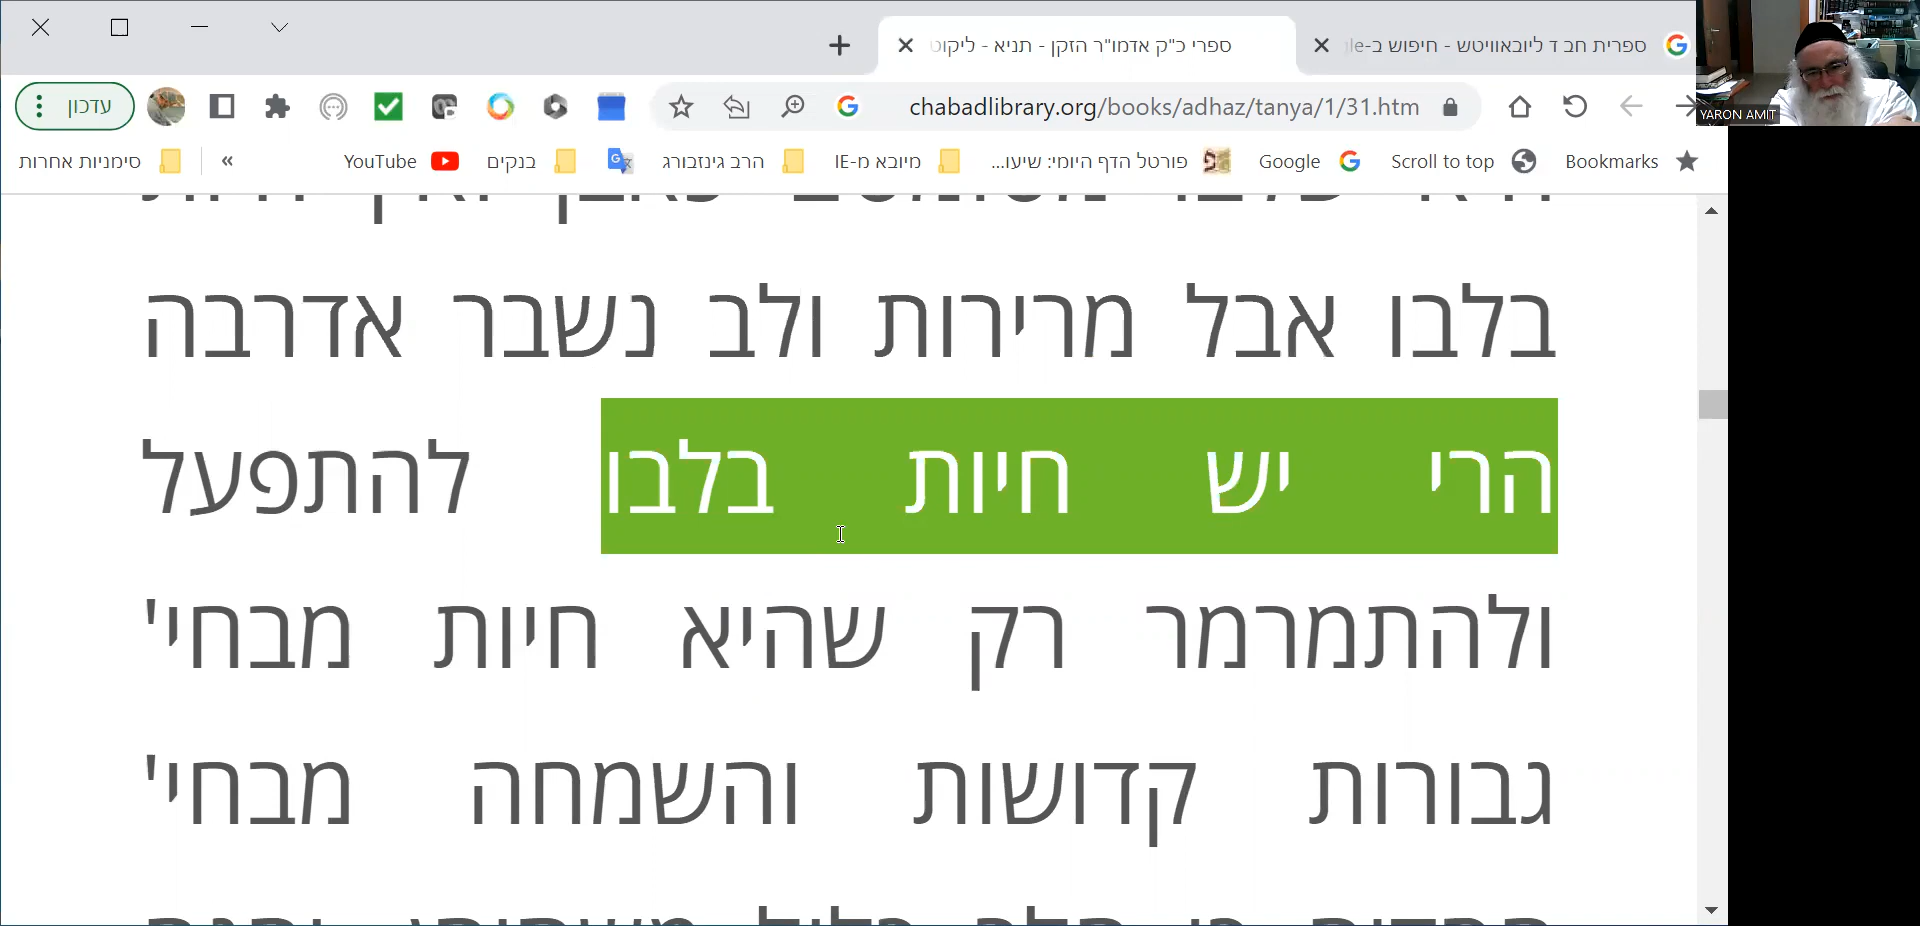 ספרי כ"ק אדמו"ר הזקן - תניא - ליקוט
ספרית חב ד ליובאוויטש - חיפוש ב-le
YARON AMIT
עדכון
chabadlibrary.org/books/adhaz/tanya/1/31.htm
Bookmarks
Scroll to top
Google
פורטל הדף היומי: שיעו...
מיובא מ-IE
הרב גינזבורג
בנקים
YouTube
»
סימניות אחרות
בלבו אבל מרירות ולב נשבר אדרבה
הרי יש חיות בלבו להתפעל
ולהתמרמר רק שהיא חיות מבחי'
גבורות קדושות והשמחה מבחי'